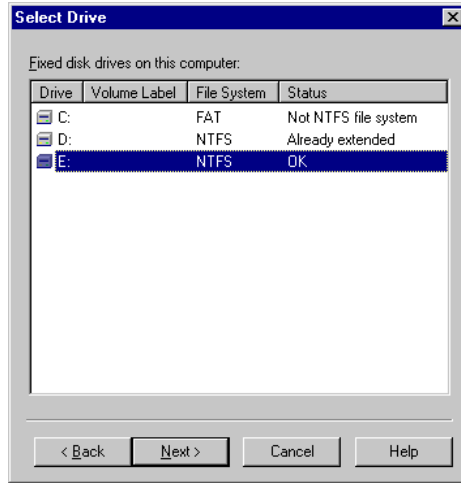 Select Drive
Fixed disk drives on this computer:
Drive Volume Label File System Status
C: FAT Not NTFS file system
D: NTFS Already extended
E: NTFS OK
< Back Next > Cancel Help